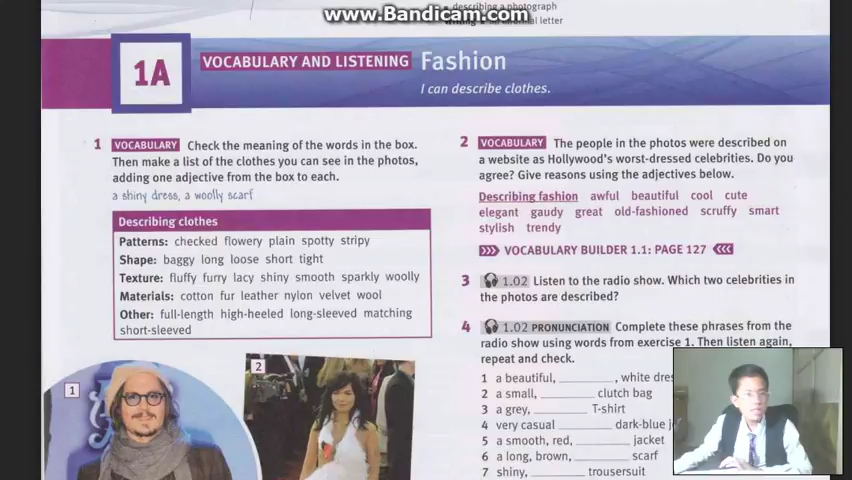 www.Bandicam.com
describing a photograph
letter
1A
VOCABULARY AND LISTENING Fashion
I can describe clothes.
1 VOCABULARY Check the meaning of the words in the box.
Then make a list of the clothes you can see in the photos,
adding one adjective from the box to each.
a shiny dress, a woolly scarf
Describing clothes
Patterns: checked flowery plain spotty stripy
Shape: baggy long loose short tight
Texture: fluffy furry lacy shiny smooth sparkly woolly
Materials: cotton fur leather nylon velvet wool
Other: full-length high-heeled long-sleeved matching
short-sleeved
1
2
2 VOCABULARY The people in the photos were described on
a website as Hollywood's worst-dressed celebrities. Do you
agree? Give reasons using the adjectives below.
Describing fashion awful beautiful cool cute
elegant gaudy great old-fashioned scruffy smart
stylish trendy
VOCABULARY BUILDER 1.1: PAGE 127
3 1.02 Listen to the radio show. Which two celebrities in
the photos are described?
4 1.02 PRONUNCIATION Complete these phrases from the
radio show using words from exercise 1. Then listen again,
repeat and check.
1 a beautiful, ________, white dres
2 a small, ________ clutch bag
3 a grey, ________ T-shirt
4 very casual ________ dark-blue j
5 a smooth, red, ________ jacket
6 a long, brown, ________ scarf
7 shiny, ________ trousersuit